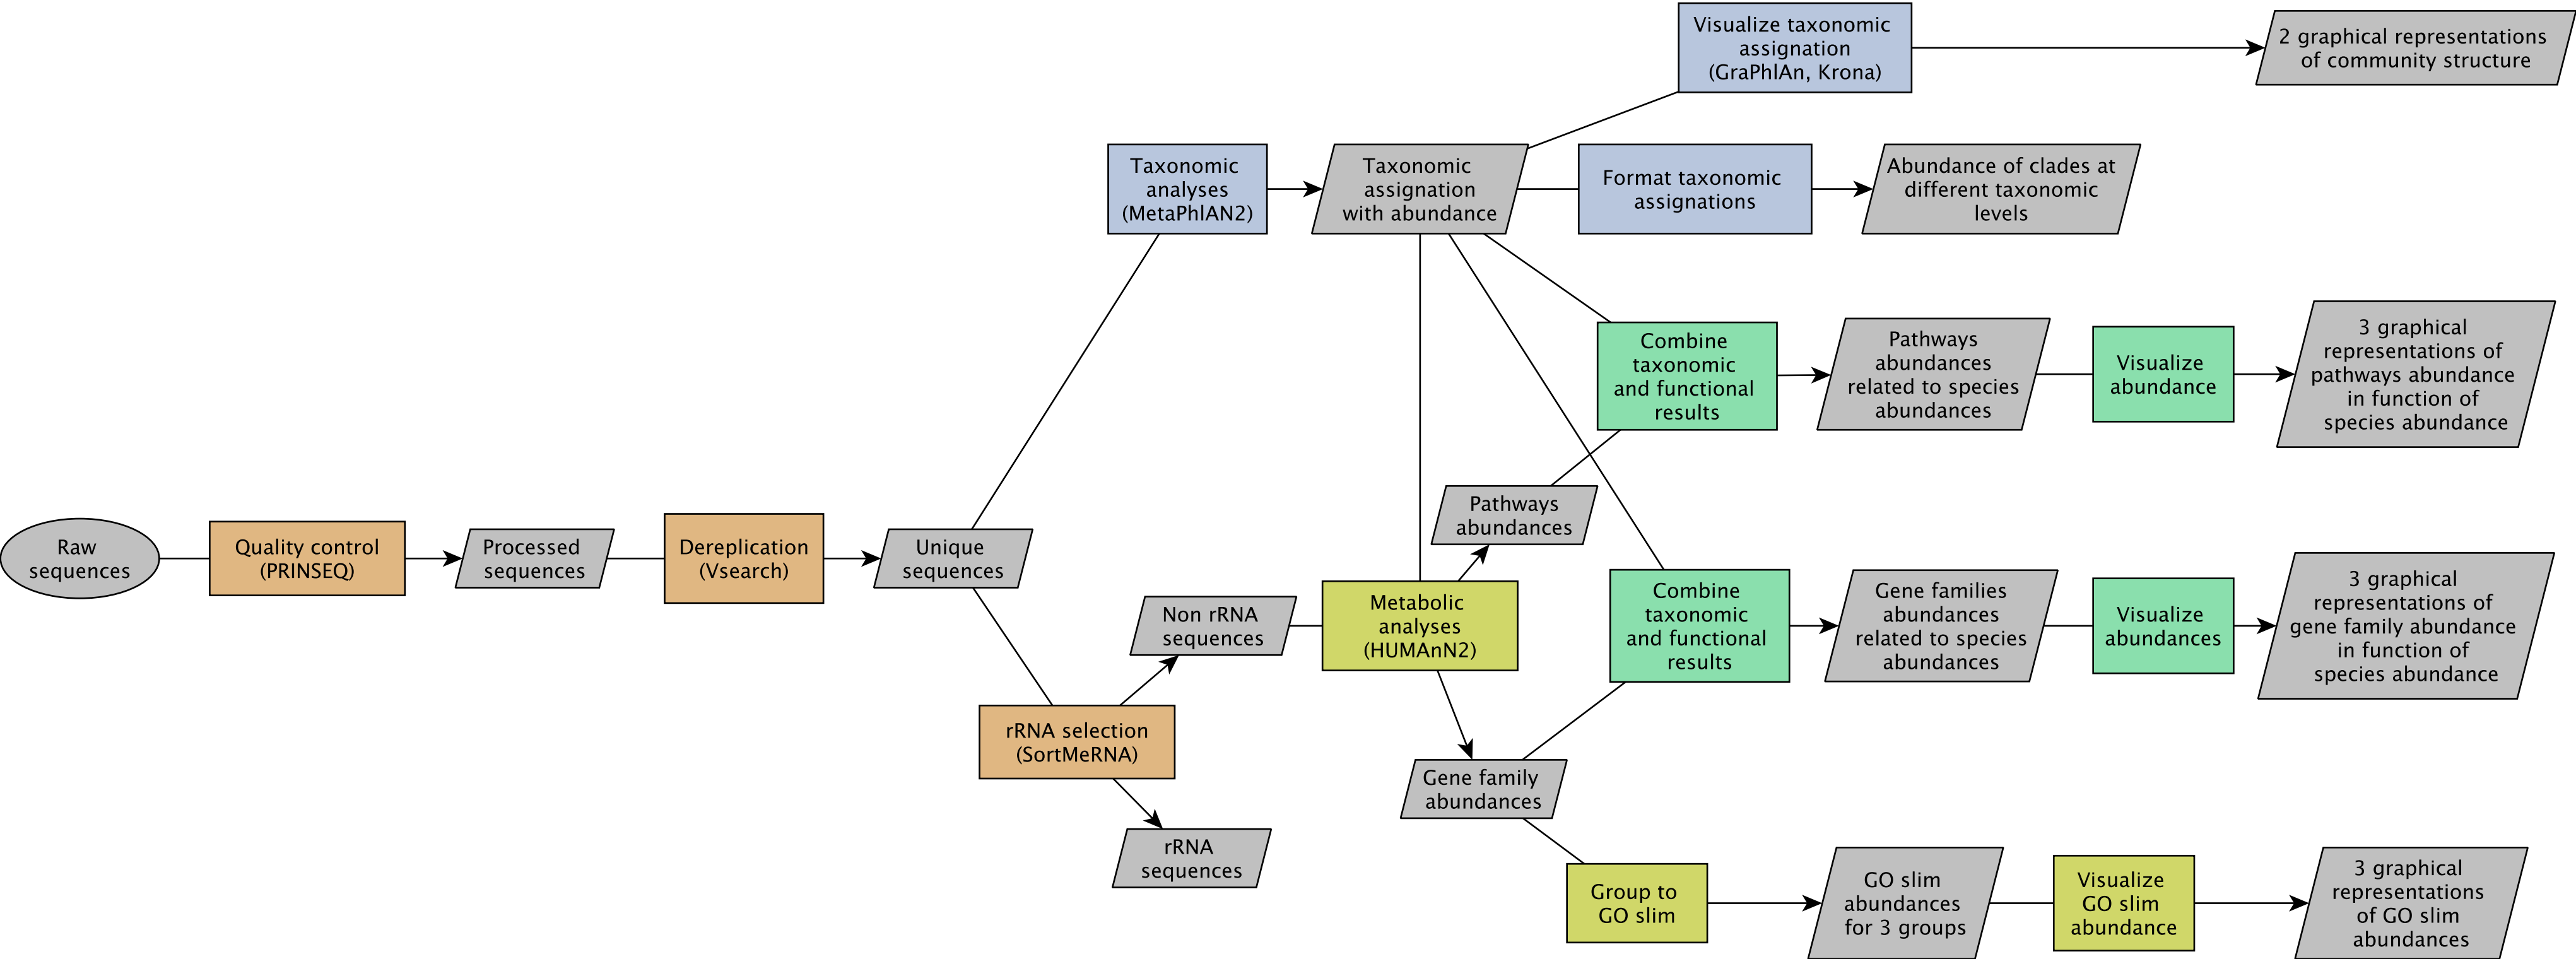 Visualize taxonomic
assignation
(GraPhlAn, Krona)
2 graphical representations
of community structure
Taxonomic
analyses
(MetaPhlAN2)
Taxonomic
assignation
with abundance
Format taxonomic
assignations
Abundance of clades at
different taxonomic
levels
Combine
taxonomic
and functional
results
Pathways
abundances
related to species
abundances
Visualize
abundance
3 graphical
representations of
pathways abundance
in function of
species abundance
Raw
sequences
Quality control
(PRINSEQ)
Processed
sequences
Dereplication
(Vsearch)
Unique
sequences
Pathways
abundances
Non rRNA
sequences
Metabolic
analyses
(HUMAnN2)
Combine
taxonomic
and functional
results
Gene families
abundances
related to species
abundances
Visualize
abundances
3 graphical
representations of
gene family abundance
in function of
species abundance
rRNA selection
(SortMeRNA)
Gene family
abundances
rRNA
sequences
Group to
GO slim
GO slim
abundances
for 3 groups
Visualize
GO slim
abundance
3 graphical
representations
of GO slim
abundances